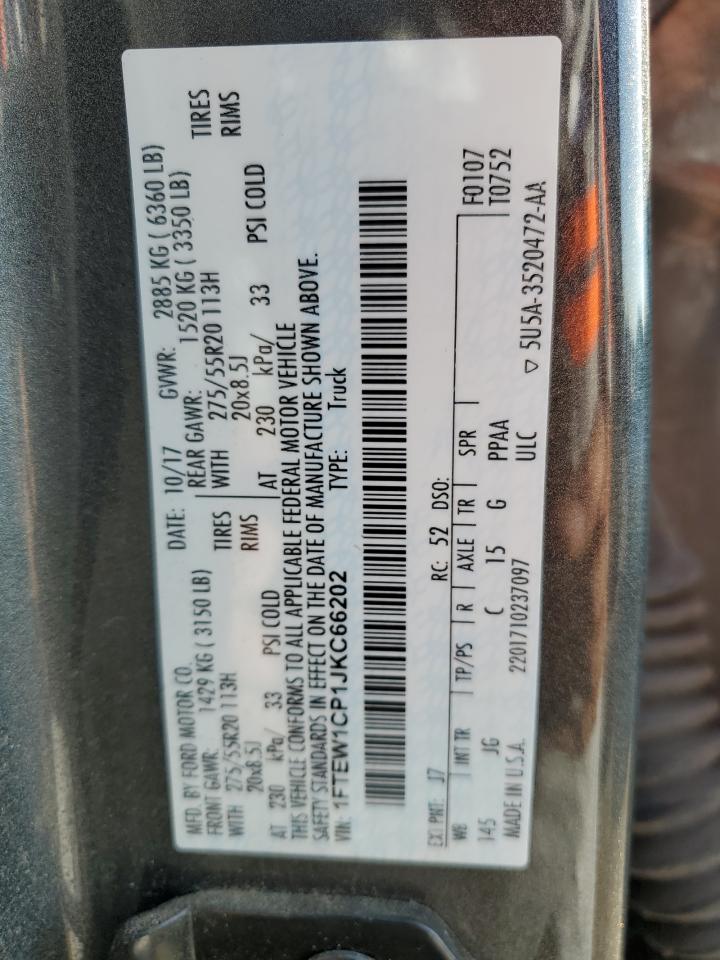 MFD. BY FORD MOTOR CO.
DATE: 10/17 GVWR: 2885 KG ( 6360 LB)
FRONT GAWR: 1429 KG ( 3150 LB) REAR GAWR: 1520 KG ( 3350 LB)
WITH 275/55R20 113H TIRES WITH 275/55R20 113H TIRES
20x8.5J RIMS 20x8.5J RIMS
AT 230 kPa/ 33 PSI COLD AT 230 kPa/ 33 PSI COLD
THIS VEHICLE CONFORMS TO ALL APPLICABLE FEDERAL MOTOR VEHICLE
SAFETY STANDARDS IN EFFECT ON THE DATE OF MANUFACTURE SHOWN ABOVE.
VIN: 1FTEW1CP1JKC66202 TYPE: Truck
EXT PNT: J7 RC: 52 DSO:
WB INT TR TP/PS R AXLE TR SPR F0107
T0752
145 JG C 15 G PPAA
ULC
MADE IN U.S.A. 2201710237097 ▽ 5U5A-3520472-AA